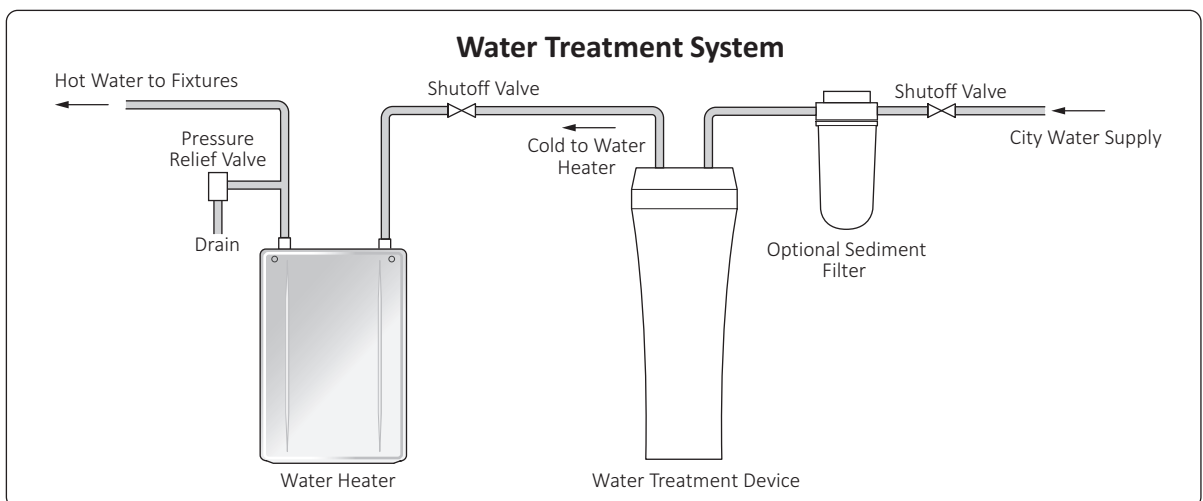 Water Treatment System
Hot Water to Fixtures
Shutoff Valve
Shutoff Valve
Pressure
Relief Valve
Cold to Water
Heater
City Water Supply
Drain
Optional Sediment
Filter
Water Heater
Water Treatment Device